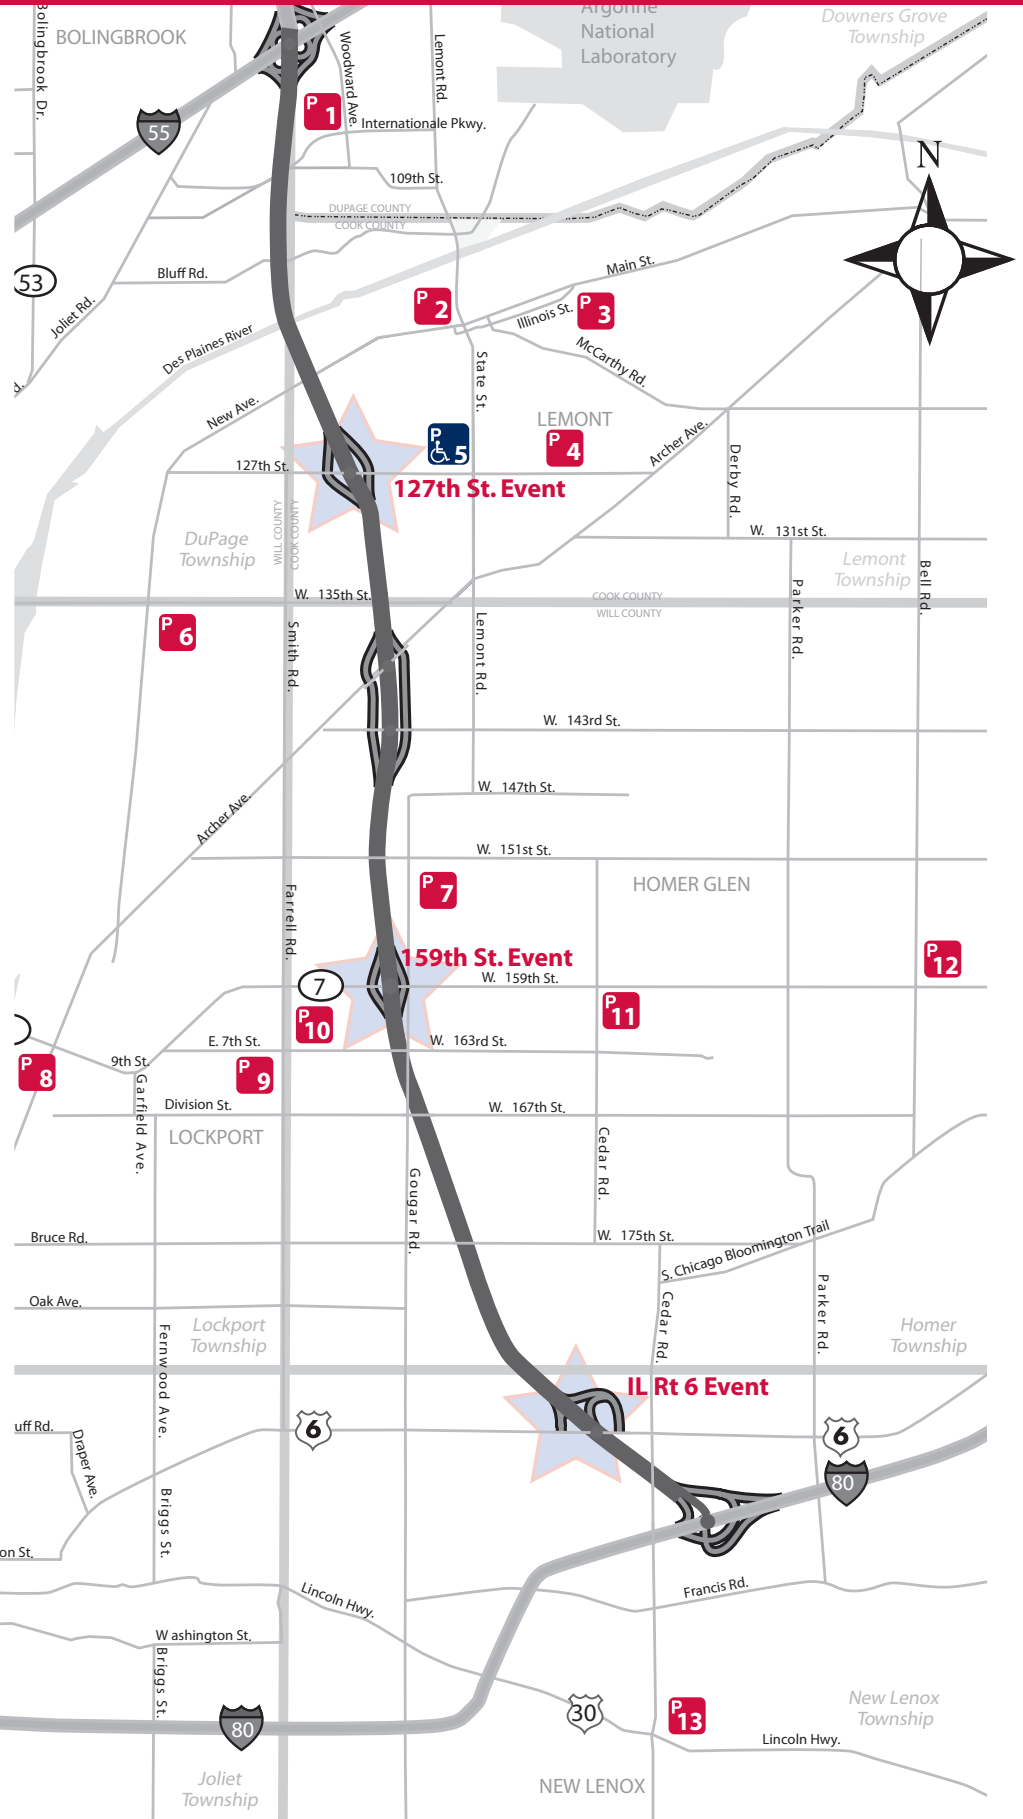 Argonne
National
Laboratory
Downers Grove
Township
BOLINGBROOK
Bolingbrook Dr.
Woodward Ave.
Lemont Rd.
P 1
55
Internationale Pkwy.
109th St.
N
DUPAGE COUNTY
COOK COUNTY
53
Bluff Rd.
Main St.
Joliet Rd.
P 2
Illinois St.
P 3
Des Plaines River
McCarthy Rd.
State St.
New Ave.
LEMONT
P 5
P 4
Archer Ave.
Derby Rd.
127th St.
127th St. Event
WILL COUNTY
COOK COUNTY
DuPage
Township
W. 131st St.
Lemont
Township
Bell Rd.
W. 135th St.
COOK COUNTY
WILL COUNTY
Parker Rd.
P 6
Smith Rd.
Lemont Rd.
W. 143rd St.
W. 147th St.
Archer Ave.
W. 151st St.
P 7
HOMER GLEN
Farrell Rd.
159th St. Event
P 12
7
W. 159th St.
P 10
P 11
E. 7th St.
W. 163rd St.
9th St.
P 8
P 9
Garfield Ave.
Division St.
W. 167th St.
LOCKPORT
Cedar Rd.
Gougar Rd.
Bruce Rd.
W. 175th St.
S. Chicago Bloomington Trail
Oak Ave.
Cedar Rd.
Parker Rd.
Lockport
Township
Homer
Township
Fernwood Ave.
IL Rt 6 Event
uff Rd.
6
6
Draper Ave.
80
Briggs St.
on St.
Lincoln Hwy.
Francis Rd.
W ashington St.
Briggs St.
80
30
P 13
New Lenox
Township
Lincoln Hwy.
Joliet
Township
NEW LENOX